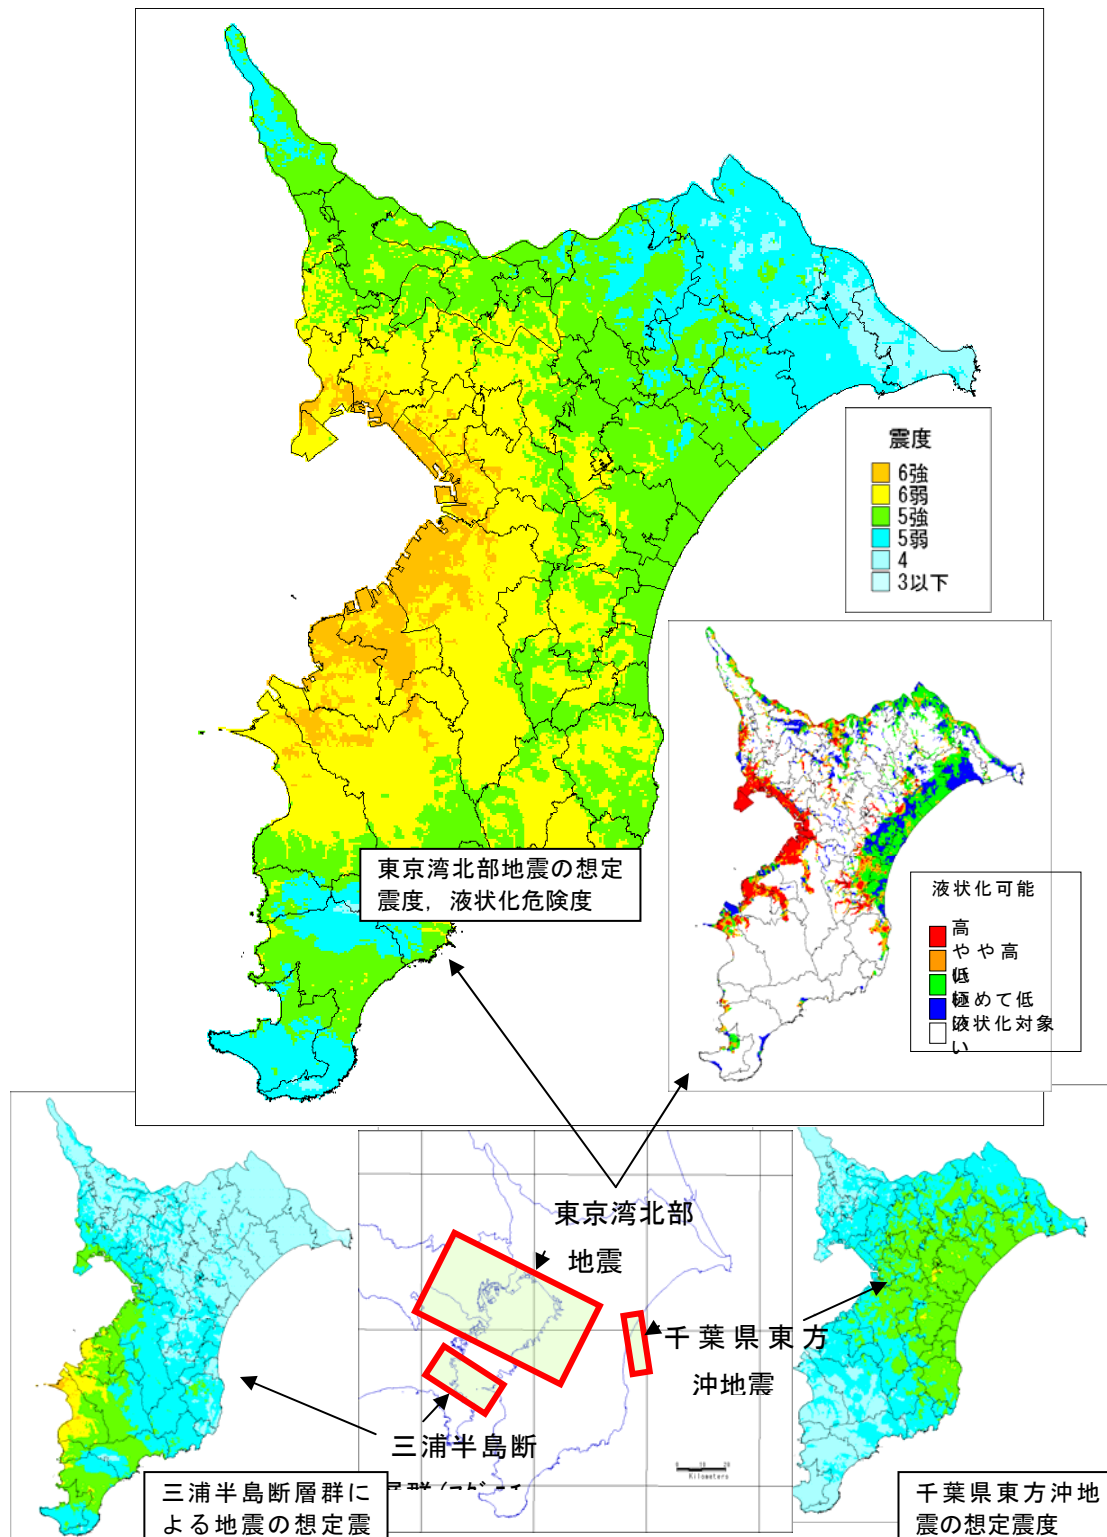 震度
6強
6弱
5強
5弱
4
3以下
東京湾北部地震の想定
震度，液状化危険度
液状化可能
高
やや高
低
極めて低
液状化対象
い
東京湾北部
地震
千葉県東方
沖地震
三浦半島断
Kilometers
三浦半島断層群に
よる地震の想定震
千葉県東方沖地
震の想定震度